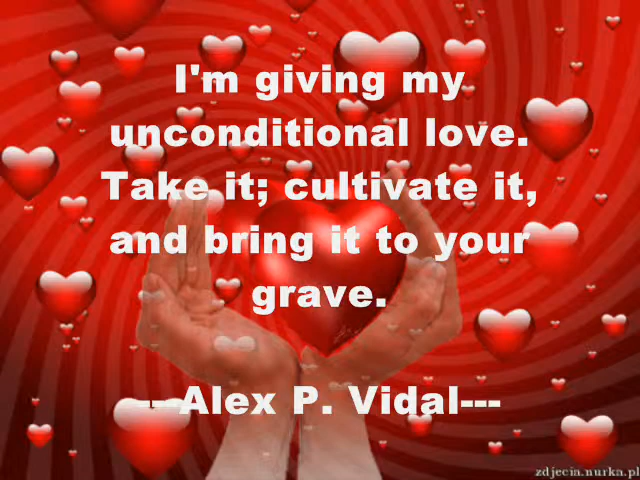 I'm giving my
unconditional love.
Take it; cultivate it,
and bring it to your
grave.
---Alex P. Vidal---
zdjecia.nurka.pl